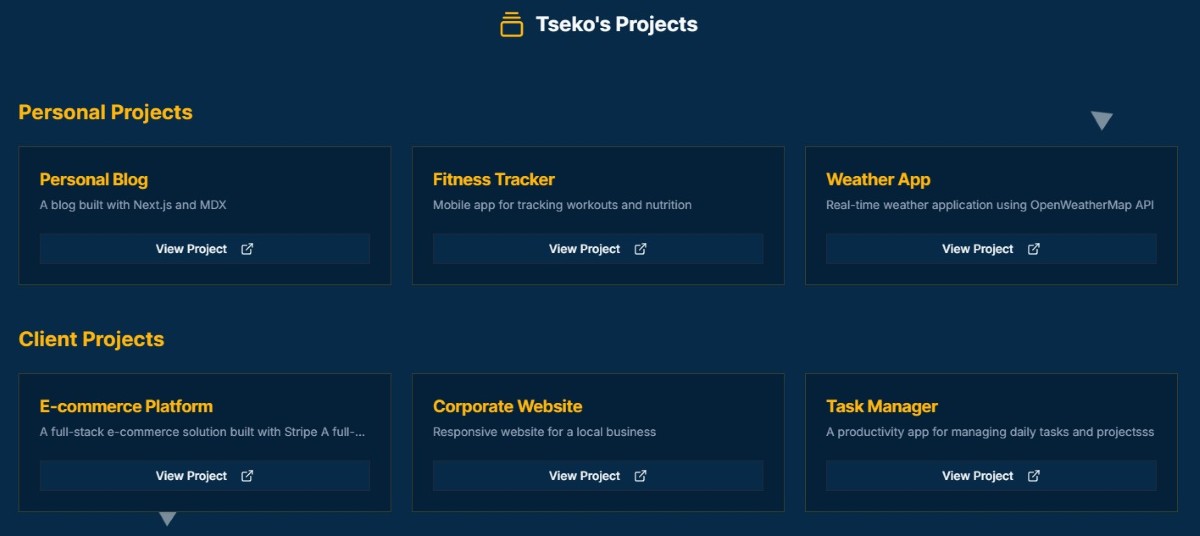 Tseko's Projects
Personal Projects
Personal Blog
A blog built with Next.js and MDX
View Project
Fitness Tracker
Mobile app for tracking workouts and nutrition
View Project
Weather App
Real-time weather application using OpenWeatherMap API
View Project
Client Projects
E-commerce Platform
A full-stack e-commerce solution built with Stripe A full-...
View Project
Corporate Website
Responsive website for a local business
View Project
Task Manager
A productivity app for managing daily tasks and projectsss
View Project